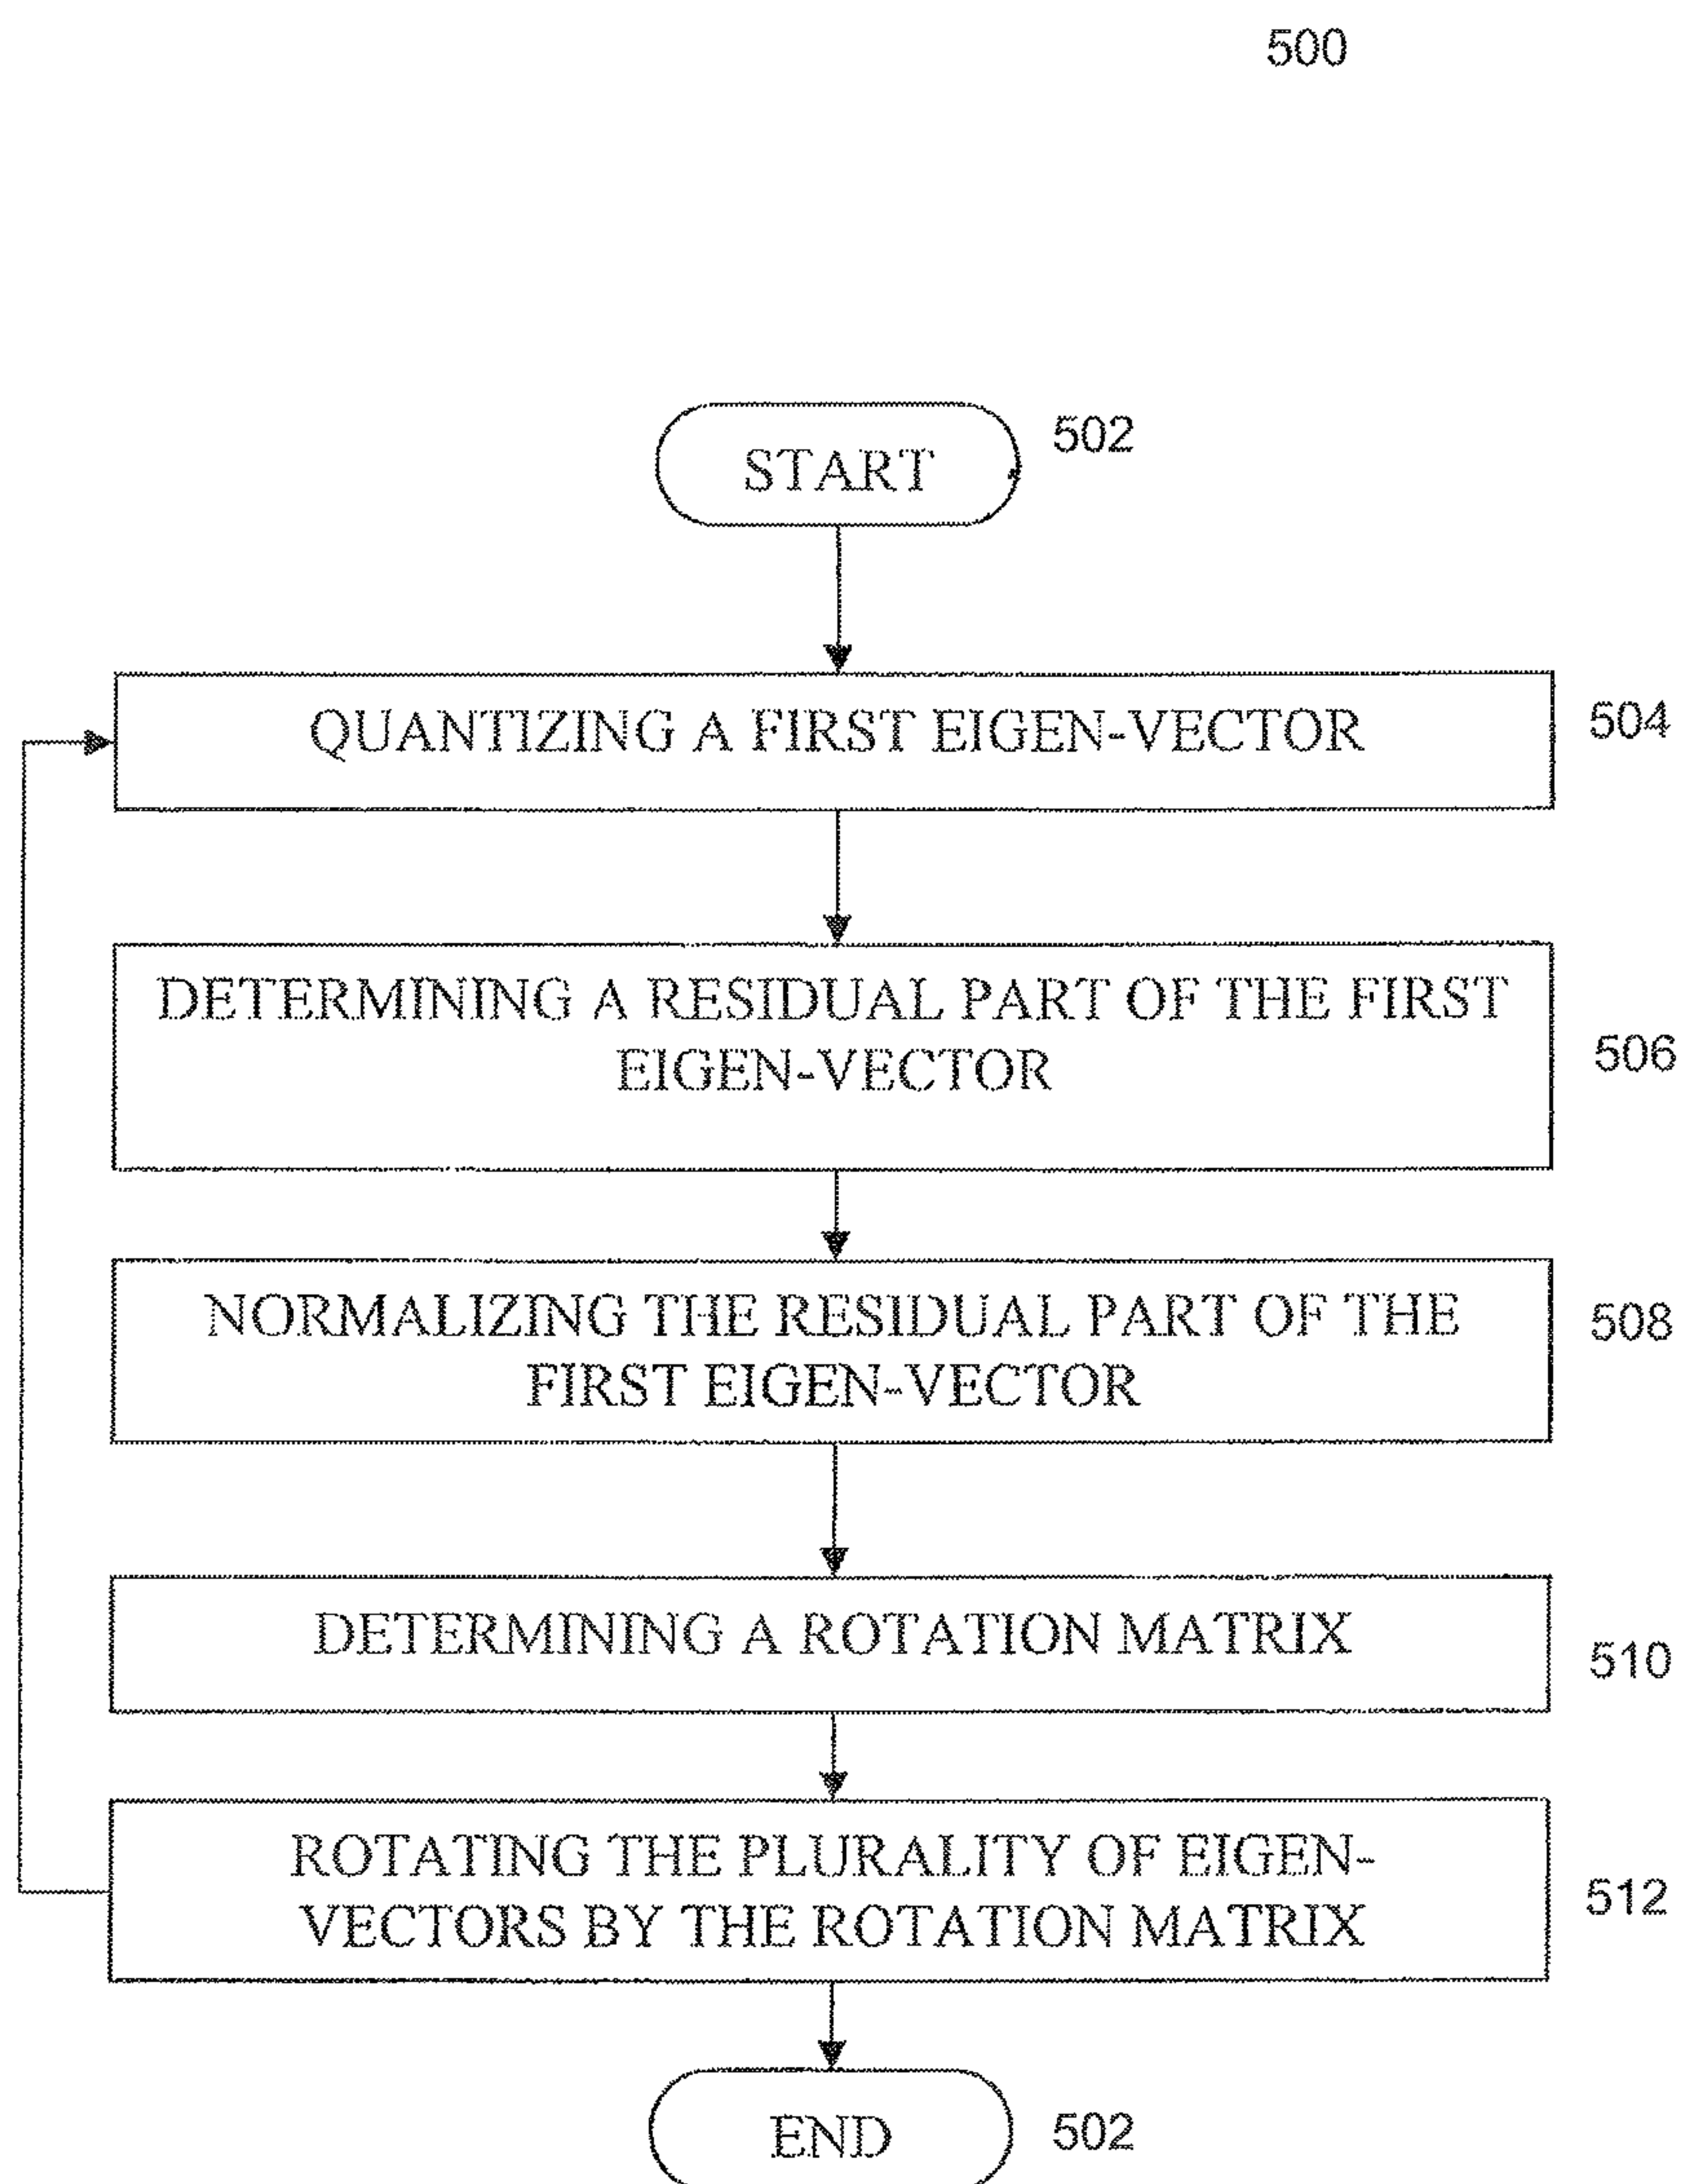 500
START
502
QUANTIZING A FIRST EIGEN-VECTOR
504
DETERMINING A RESIDUAL PART OF THE FIRST
EIGEN-VECTOR
506
NORMALIZING THE RESIDUAL PART OF THE
FIRST EIGEN-VECTOR
508
DETERMINING A ROTATION MATRIX
510
ROTATING THE PLURALITY OF EIGEN-
VECTORS BY THE ROTATION MATRIX
512
END
502